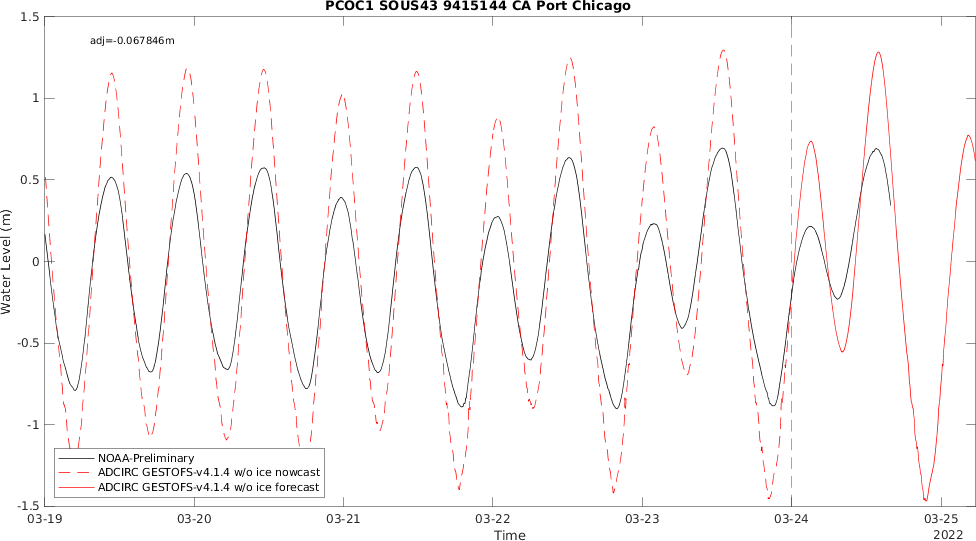 PCOC1 SOUS43 9415144 CA Port Chicago
adj=-0.067846m
1.5
1
0.5
0
-0.5
-1
-1.5
Water Level (m)
NOAA-Preliminary
ADCIRC GESTOFS-v4.1.4 w/o ice nowcast
ADCIRC GESTOFS-v4.1.4 w/o ice forecast
03-19 03-20 03-21 03-22 03-23 03-24 03-25
Time
2022